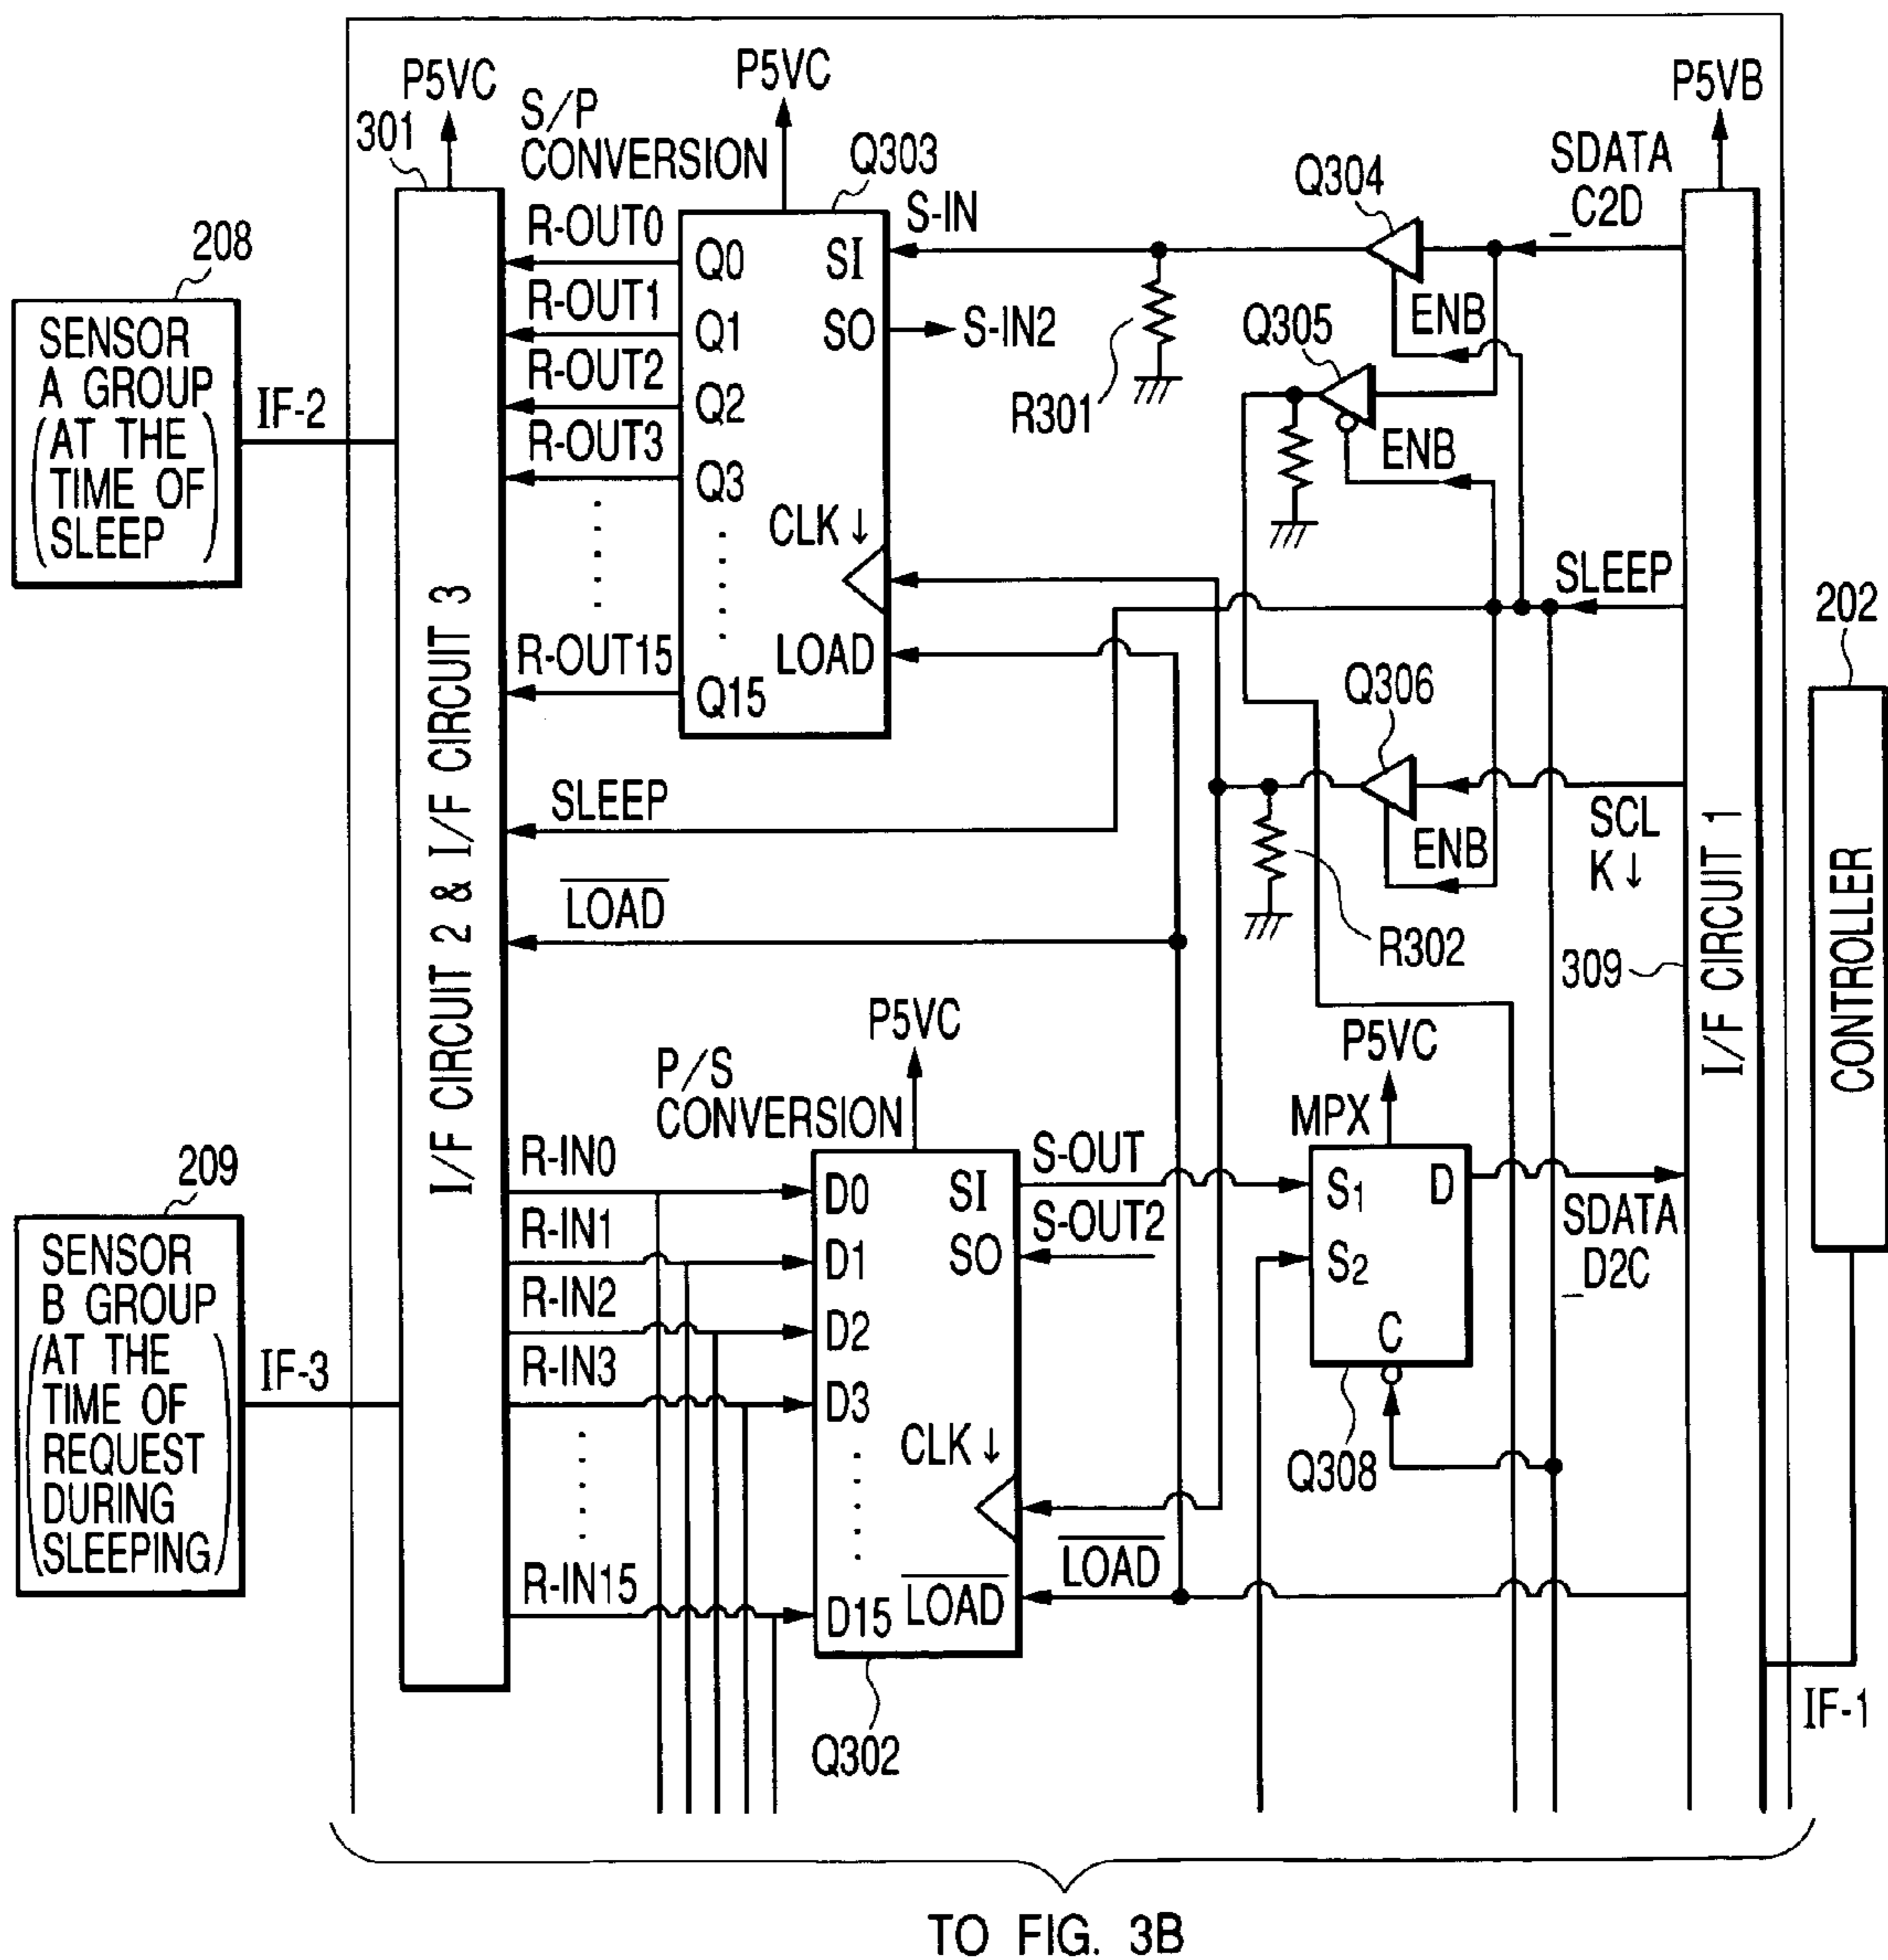 P5VC
301
S/P
CONVERSION
P5VC
Q303
P5VB
208
SENSOR
A GROUP
(AT THE
TIME OF
SLEEP)
IF-2
I/F CIRCUIT 2 & I/F CIRCUIT 3
R-OUT0
R-OUT1
R-OUT2
R-OUT3
R-OUT15
Q0
Q1
Q2
Q3
Q15
SI
SO
CLK↓
LOAD
S-IN
S-IN2
R301
Q304
ENB
Q305
ENB
SDATA
_C2D
SLEEP
Q306
ENB
SCL
K↓
R302
SLEEP
LOAD
309
I/F CIRCUIT 1
202
CONTROLLER
IF-1
209
SENSOR
B GROUP
(AT THE
TIME OF
REQUEST
DURING
SLEEPING)
IF-3
R-IN0
R-IN1
R-IN2
R-IN3
R-IN15
P/S
CONVERSION
P5VC
D0
D1
D2
D3
D15
SI
SO
CLK↓
LOAD
Q302
S-OUT
S-OUT2
LOAD
P5VC
MPX
S1
S2
D
C
Q308
SDATA
_D2C
TO FIG. 3B